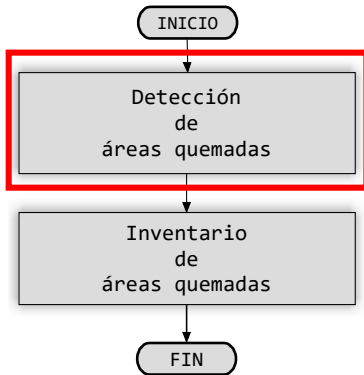 INICIO
Detección
de
áreas quemadas
Inventario
de
áreas quemadas
FIN